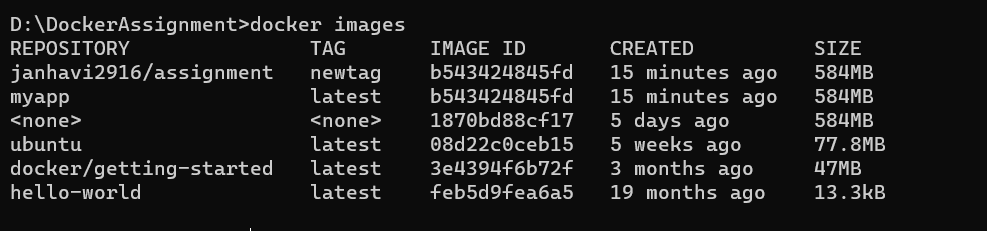 D:\DockerAssignment>docker images
REPOSITORY TAG IMAGE ID CREATED SIZE
janhavi2916/assignment newtag b543424845fd 15 minutes ago 584MB
myapp latest b543424845fd 15 minutes ago 584MB
<none> <none> 1870bd88cf17 5 days ago 584MB
ubuntu latest 08d22c0ceb15 5 weeks ago 77.8MB
docker/getting-started latest 3e4394f6b72f 3 months ago 47MB
hello-world latest feb5d9fea6a5 19 months ago 13.3kB